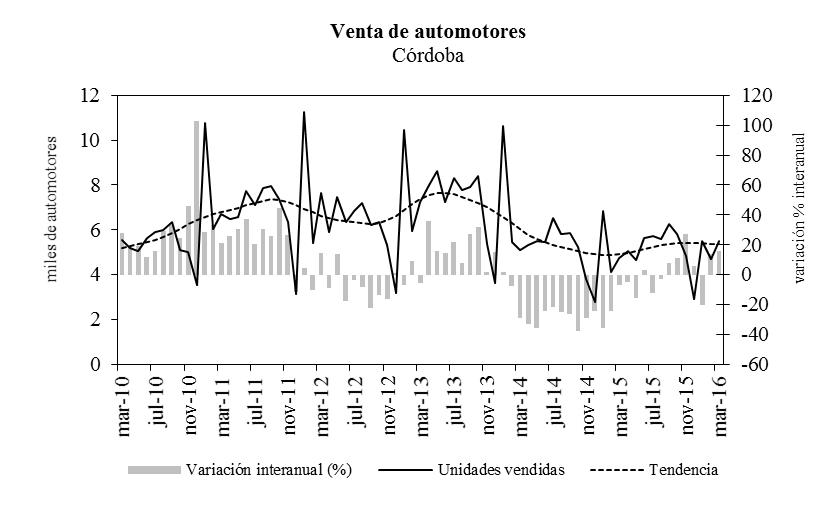 Venta de automotores
Córdoba
miles de automotores
12
10
8
6
4
2
0
120
100
80
60
40
20
0
-20
-40
-60
variación % interanual
mar-10
jul-10
nov-10
mar-11
jul-11
nov-11
mar-12
jul-12
nov-12
mar-13
jul-13
nov-13
mar-14
jul-14
nov-14
mar-15
jul-15
nov-15
mar-16
Variación interanual (%)
Unidades vendidas
Tendencia